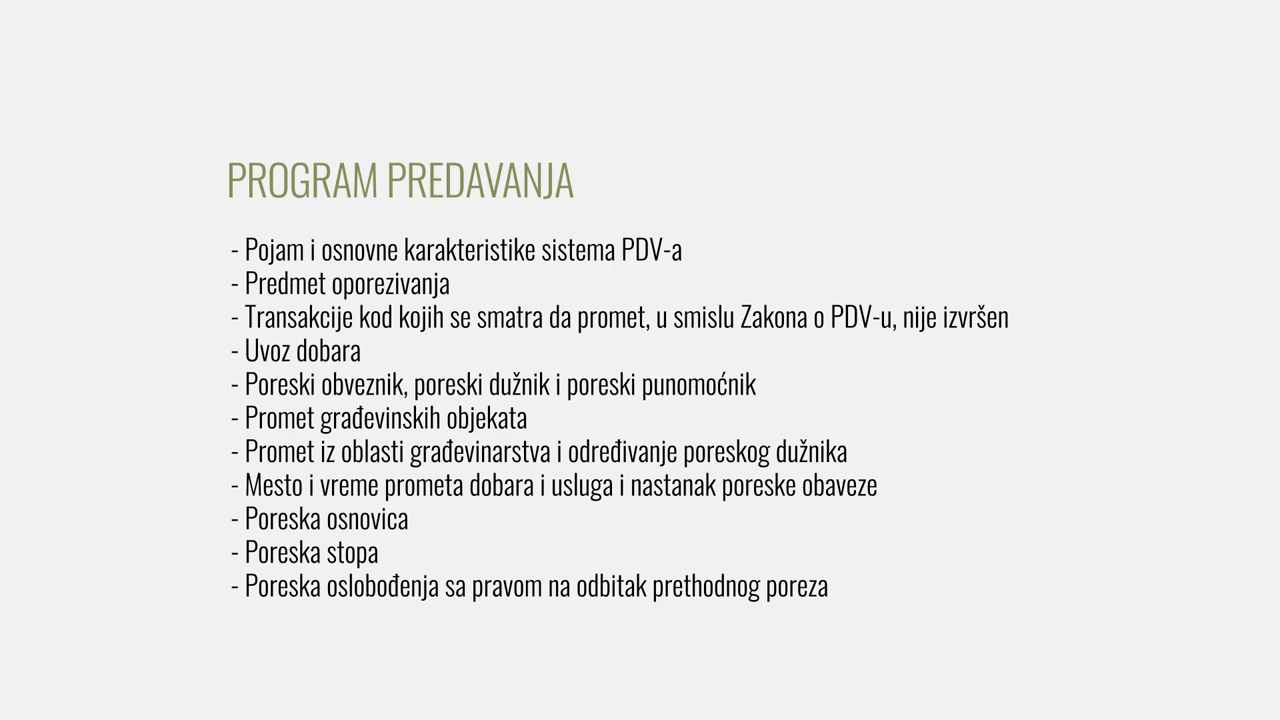 PROGRAM PREDAVANJA
- Pojam i osnovne karakteristike sistema PDV-a
- Predmet oporezivanja
- Transakcije kod kojih se smatra da promet, u smislu Zakona o PDV-u, nije izvršen
- Uvoz dobara
- Poreski obveznik, poreski dužnik i poreski punomoćnik
- Promet građevinskih objekata
- Promet iz oblasti građevinarstva i određivanje poreskog dužnika
- Mesto i vreme prometa dobara i usluga i nastanak poreske obaveze
- Poreska osnovica
- Poreska stopa
- Poreska oslobođenja sa pravom na odbitak prethodnog poreza